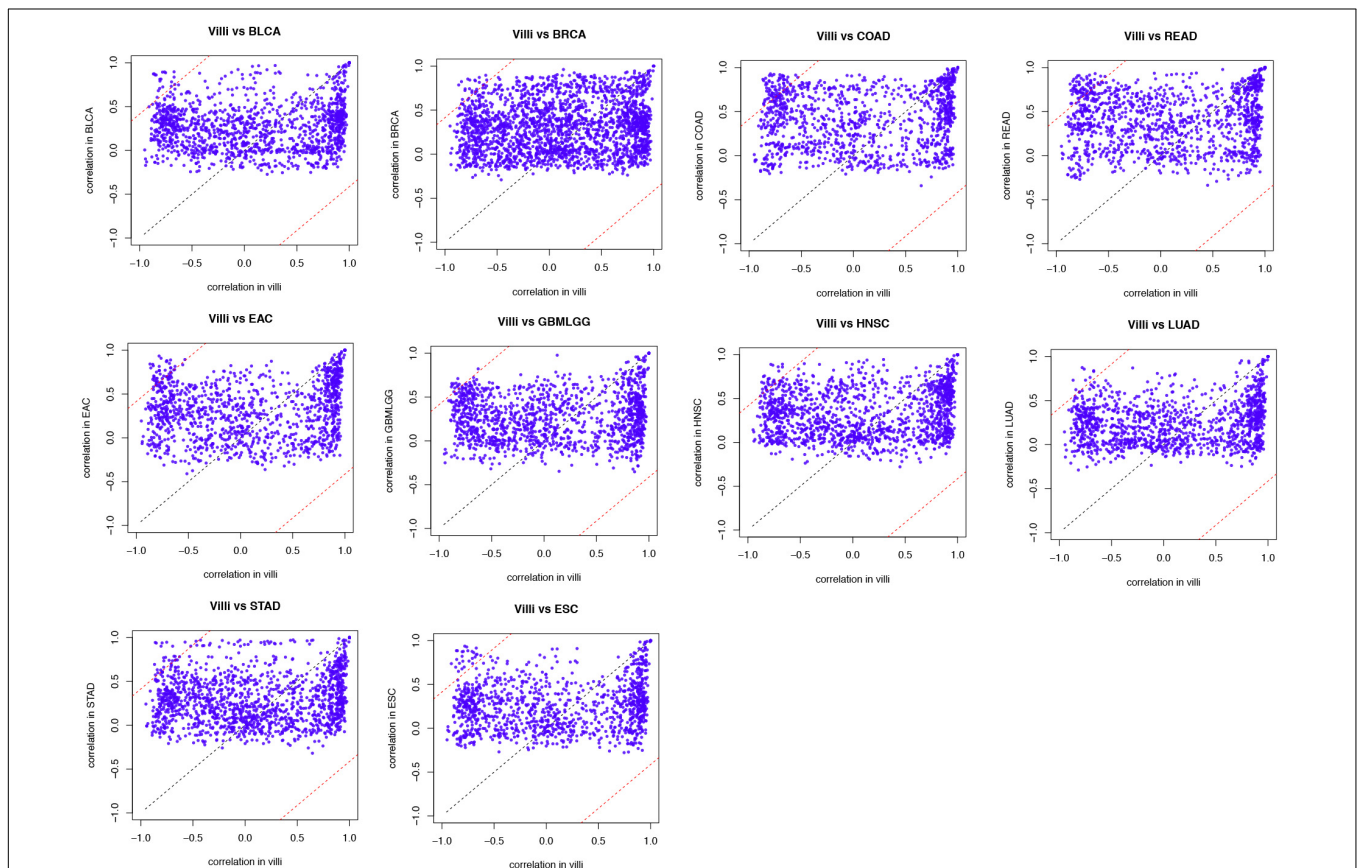 Villi vs BLCA
correlation in BLCA
1.0
0.5
0.0
−0.5
−1.0
−1.0 −0.5 0.0 0.5 1.0
correlation in villi
Villi vs BRCA
correlation in BRCA
1.0
0.5
0.0
−0.5
−1.0
−1.0 −0.5 0.0 0.5 1.0
correlation in villi
Villi vs COAD
correlation in COAD
1.0
0.5
0.0
−0.5
−1.0
−1.0 −0.5 0.0 0.5 1.0
correlation in villi
Villi vs READ
correlation in READ
1.0
0.5
0.0
−0.5
−1.0
−1.0 −0.5 0.0 0.5 1.0
correlation in villi
Villi vs EAC
correlation in EAC
1.0
0.5
0.0
−0.5
−1.0
−1.0 −0.5 0.0 0.5 1.0
correlation in villi
Villi vs GBMLGG
correlation in GBMLGG
1.0
0.5
0.0
−0.5
−1.0
−1.0 −0.5 0.0 0.5 1.0
correlation in villi
Villi vs HNSC
correlation in HNSC
1.0
0.5
0.0
−0.5
−1.0
−1.0 −0.5 0.0 0.5 1.0
correlation in villi
Villi vs LUAD
correlation in LUAD
1.0
0.5
0.0
−0.5
−1.0
−1.0 −0.5 0.0 0.5 1.0
correlation in villi
Villi vs STAD
correlation in STAD
1.0
0.5
0.0
−0.5
−1.0
−1.0 −0.5 0.0 0.5 1.0
correlation in villi
Villi vs ESC
correlation in ESC
1.0
0.5
0.0
−0.5
−1.0
−1.0 −0.5 0.0 0.5 1.0
correlation in villi